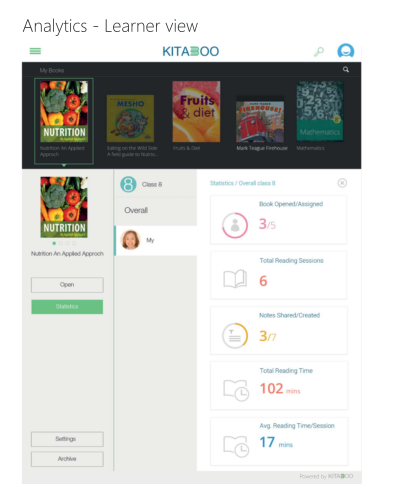 Analytics - Learner view
KITABOO
My Books
NUTRITION
MESHO
Fruits
& diet
Mathematics
Nutrition An Applied
Approch
Eating on the Wild Side:
A field guide to
Fruits & Diet
Mark Teague Firehouse
Mathematics
NUTRITION
Nutrition An Applied Approch
Open
Statistics
Settings
Archive
8 Class 8
Overall
My
Statistics / Overall class 8
Book Opened/Assigned
3/5
Total Reading Sessions
6
Notes Shared/Created
3/7
Total Reading Time
102 mins
Avg. Reading Time/Session
17 mins
Powered by KITABOO